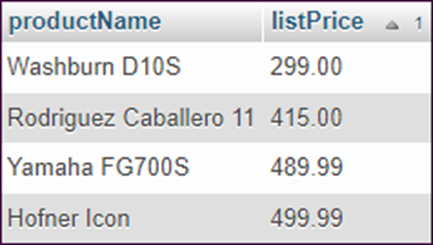 productName listPrice 1
Washburn D10S 299.00
Rodriguez Caballero 11 415.00
Yamaha FG700S 489.99
Hofner Icon 499.99